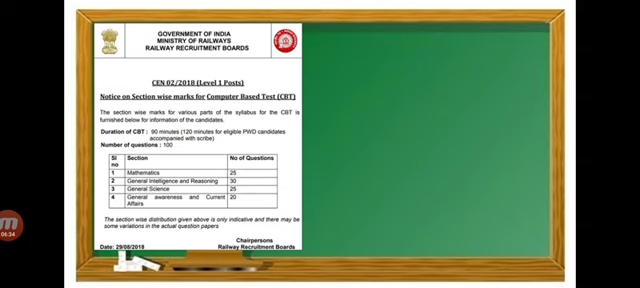 GOVERNMENT OF INDIA
MINISTRY OF RAILWAYS
RAILWAY RECRUITMENT BOARDS
CEN 02/2018 (Level 1 Posts)
Notice on Section wise marks for Computer Based Test (CBT)
The section wise marks for various parts of the syllabus for the CBT is
furnished below for information of the candidates.
Duration of CBT : 90 minutes (120 minutes for eligible PWD candidates
accompanied with scribe)
Number of questions : 100
Sl no Section No of Questions
1 Mathematics 25
2 General Intelligence and Reasoning 30
3 General Science 25
4 General awareness and Current Affairs 20
The section wise distribution given above is only indicative and there may be
some variations in the actual question papers
Chairpersons
Date: 29/08/2018 Railway Recruitment Boards
06:34